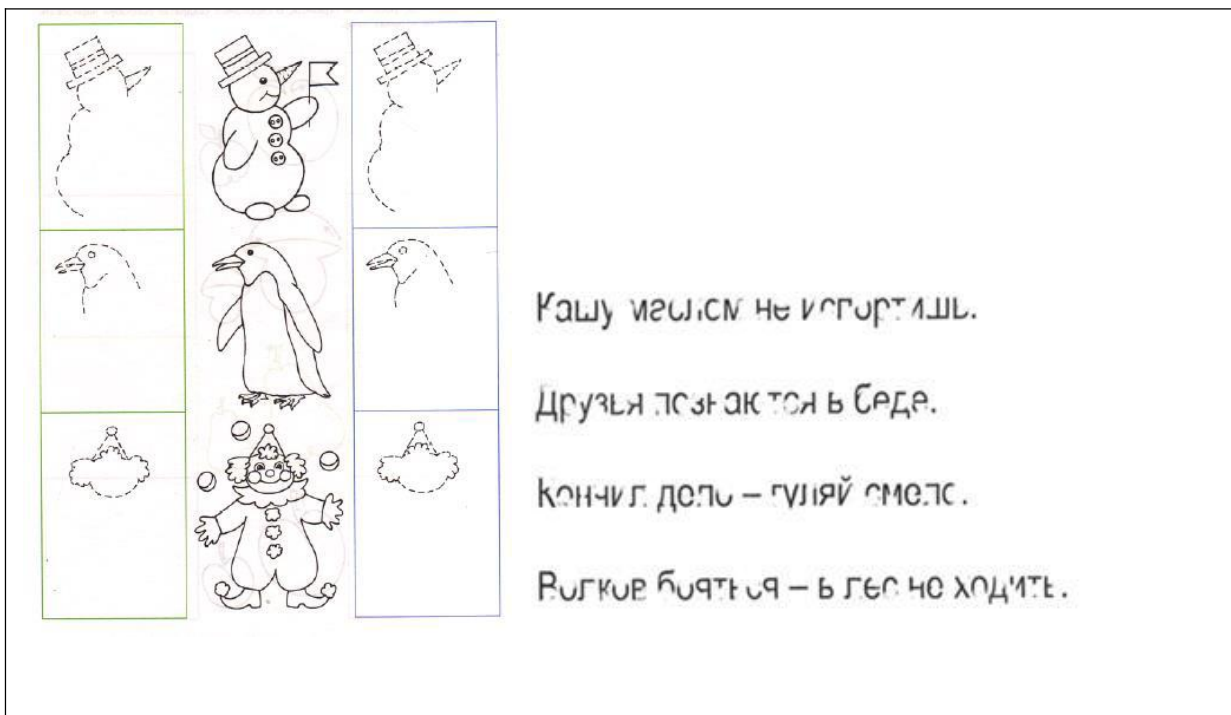 Кашу маслом не испортишь.
Друзья познаются в беде.
Кончил дело – гуляй смело.
Волков бояться – в лес не ходить.